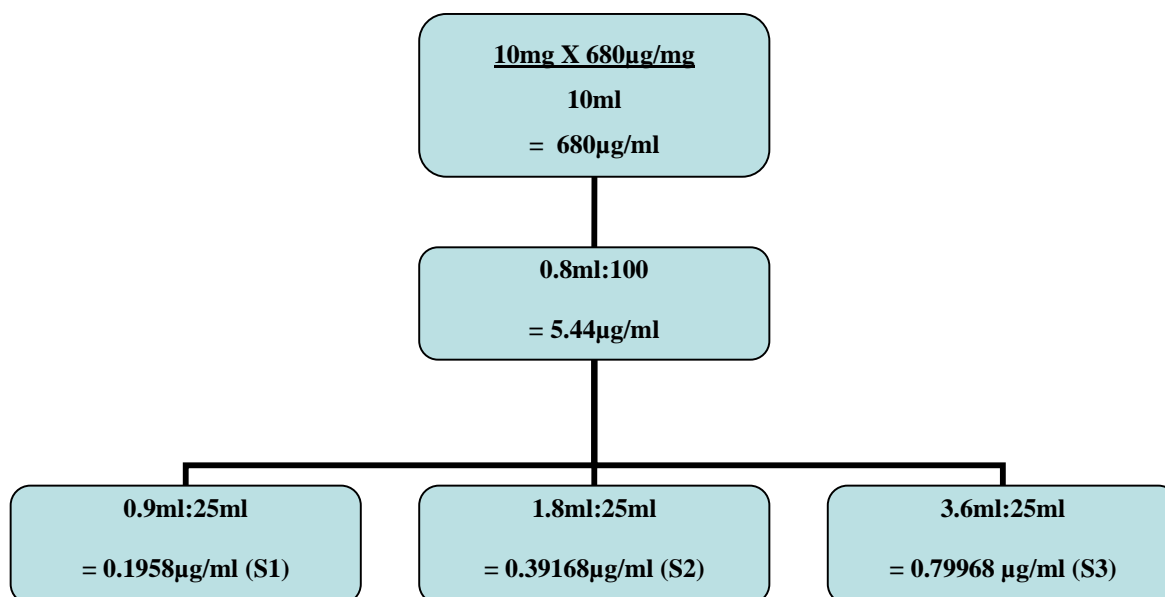 10mg X 680µg/mg
10ml
= 680µg/ml
0.8ml:100
= 5.44µg/ml
0.9ml:25ml
= 0.1958µg/ml (S1)
1.8ml:25ml
= 0.39168µg/ml (S2)
3.6ml:25ml
= 0.79968 µg/ml (S3)